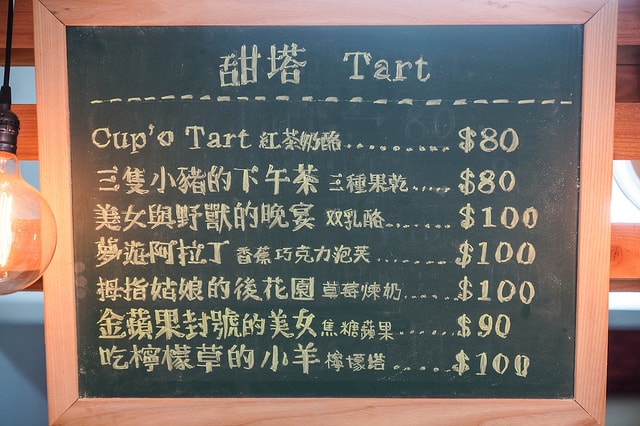 甜塔 Tart
Cup'o Tart 紅茶奶酪......... $80
三隻小豬的下午茶 三種果乾..... $80
美女與野獸的晚宴 双乳酪....... $100
夢遊阿拉丁 香蕉巧克力泡芙....... $100
拇指姑娘的後花園 草莓煉奶..... $100
金蘋果封號的美女 焦糖蘋果...... $90
吃檸檬草的小羊 檸檬塔...... $100